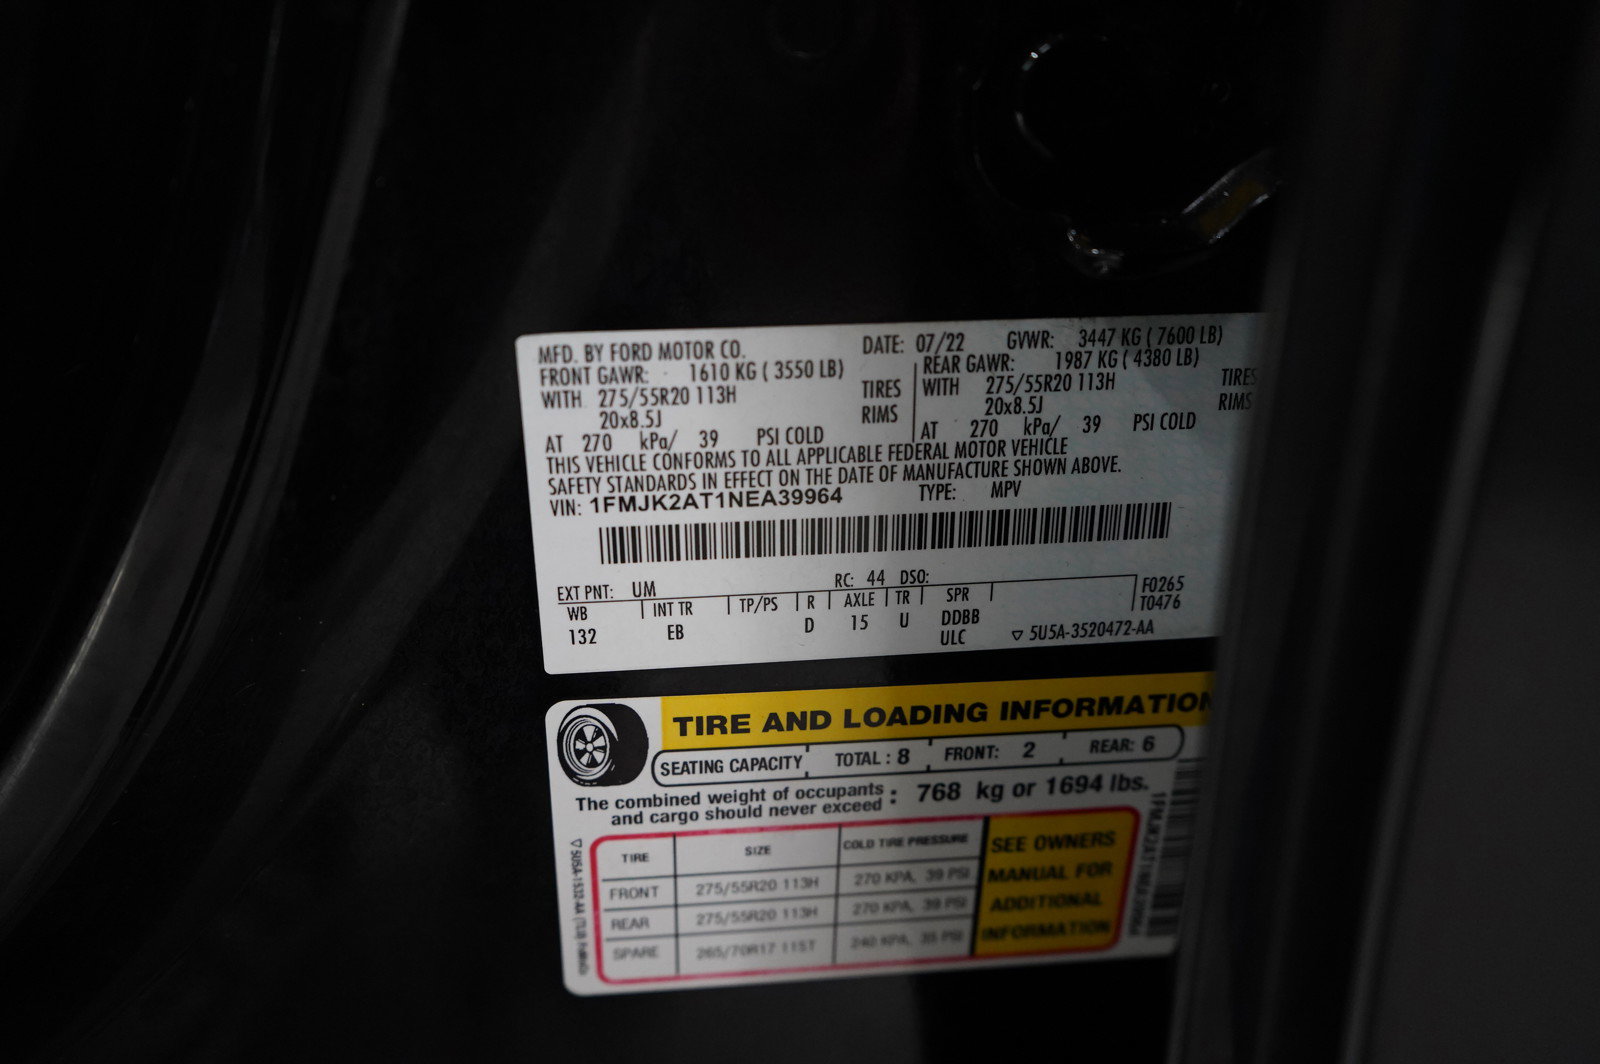 MFD. BY FORD MOTOR CO. DATE: 07/22 GVWR: 3447 KG ( 7600 LB)
FRONT GAWR: 1610 KG ( 3550 LB) REAR GAWR: 1987 KG ( 4380 LB)
WITH 275/55R20 113H TIRES WITH 275/55R20 113H TIRES
20x8.5J RIMS 20x8.5J RIMS
AT 270 kPa/ 39 PSI COLD AT 270 kPa/ 39 PSI COLD
THIS VEHICLE CONFORMS TO ALL APPLICABLE FEDERAL MOTOR VEHICLE
SAFETY STANDARDS IN EFFECT ON THE DATE OF MANUFACTURE SHOWN ABOVE.
VIN: 1FMJK2AT1NEA39964 TYPE: MPV
EXT PNT: UM RC: 44 DSO: F0265
WB INT TR TP/PS R AXLE TR SPR T0476
132 EB D 15 U DDBB
ULC ▽ 5U5A-3520472-AA
TIRE AND LOADING INFORMATION
SEATING CAPACITY TOTAL : 8 FRONT: 2 REAR: 6
The combined weight of occupants
and cargo should never exceed : 768 kg or 1694 lbs.
TIRE SIZE COLD TIRE PRESSURE
FRONT 275/55R20 113H 270 KPA, 39 PSI
REAR 275/55R20 113H 270 KPA, 39 PSI
SPARE 265/70R17 115T 240 KPA, 35 PSI
SEE OWNERS
MANUAL FOR
ADDITIONAL
INFORMATION